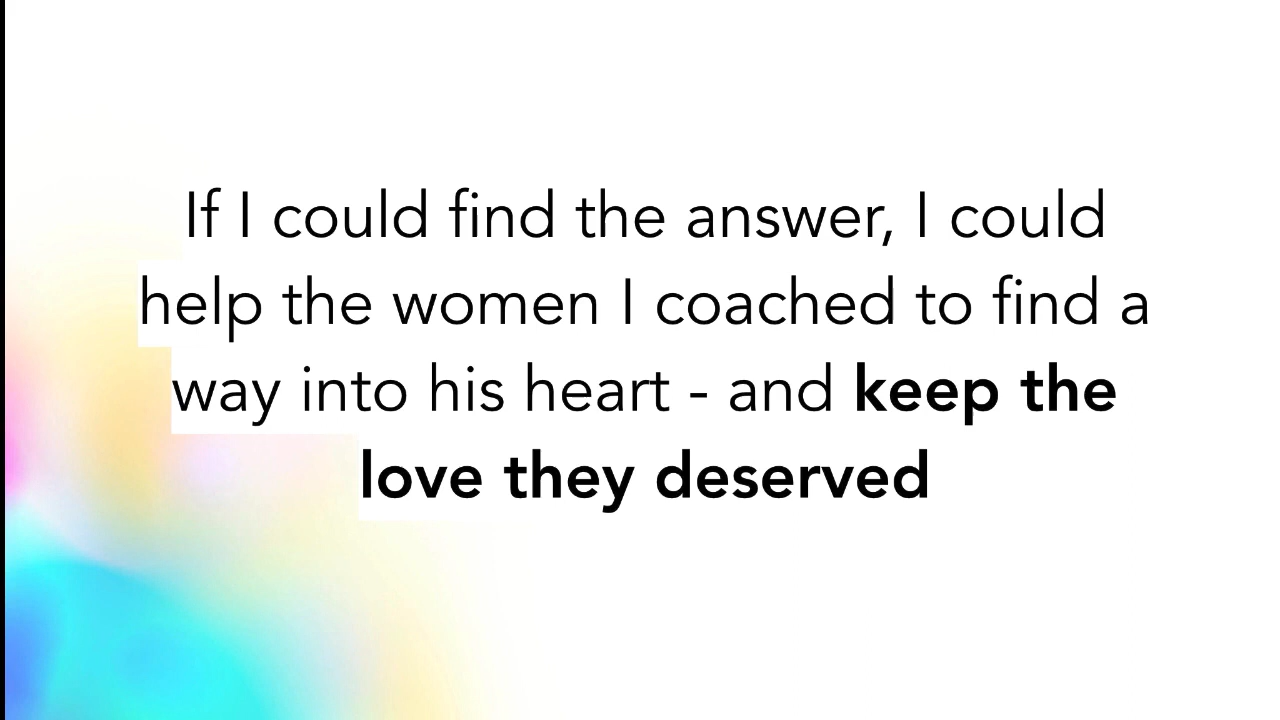 If I could find the answer, I could
help the women I coached to find a
way into his heart - and keep the
love they deserved